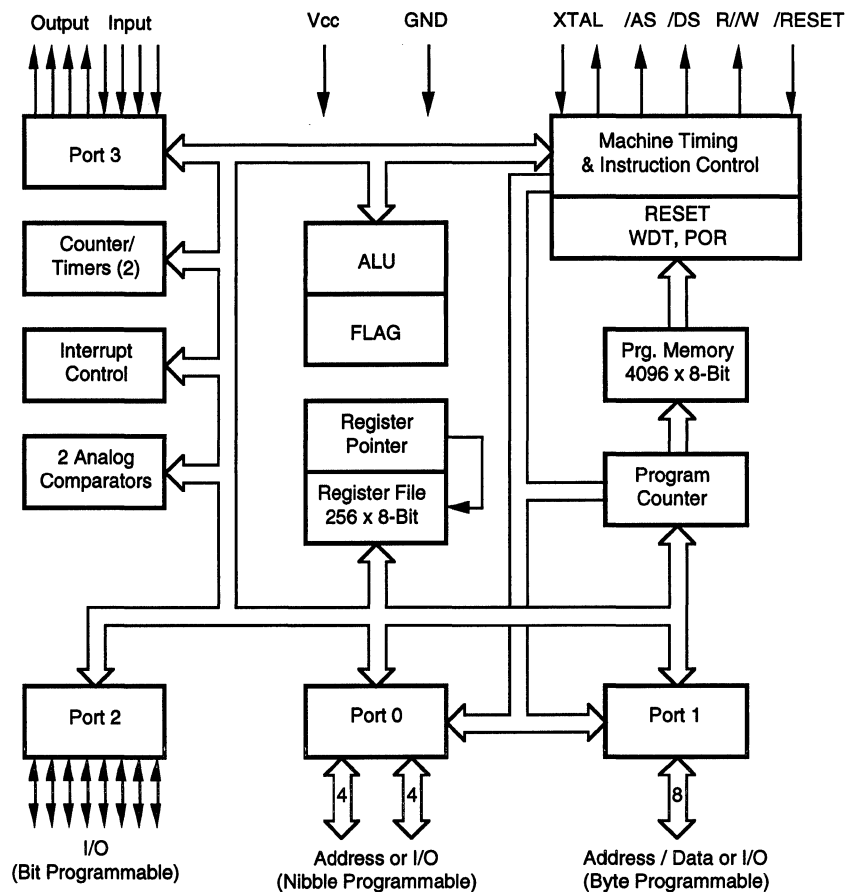 Output Input Vcc GND XTAL /AS /DS R//W /RESET
Port 3
Machine Timing
& Instruction Control
RESET
WDT, POR
Counter/
Timers (2)
ALU
FLAG
Interrupt
Control
Prg. Memory
4096 x 8-Bit
Register
Pointer
2 Analog
Comparators
Register File
256 x 8-Bit
Program
Counter
Port 2
Port 0
Port 1
4 4 8
I/O
(Bit Programmable)
Address or I/O
(Nibble Programmable)
Address / Data or I/O
(Byte Programmable)